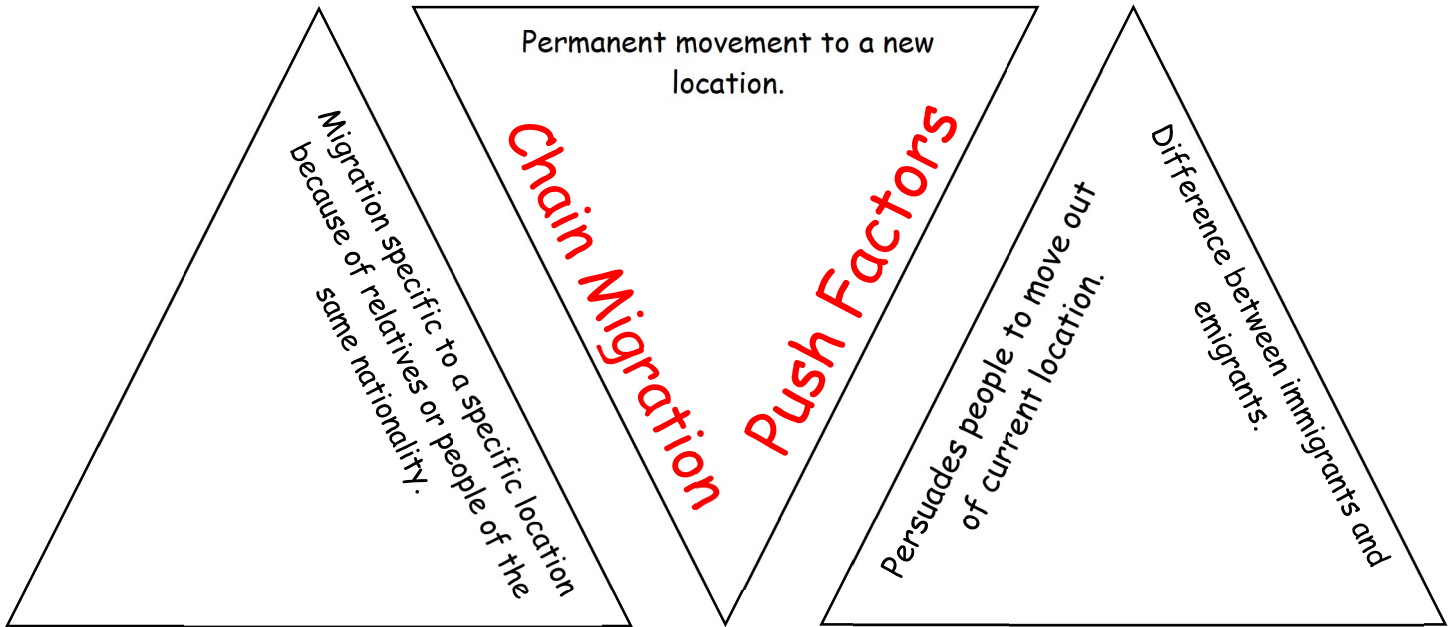 Migration specific to a specific location
because of relatives or people of the
same nationality.
Permanent movement to a new
location.
Chain Migration
Push Factors
Persuades people to move out
of current location.
Difference between immigrants and
emigrants.